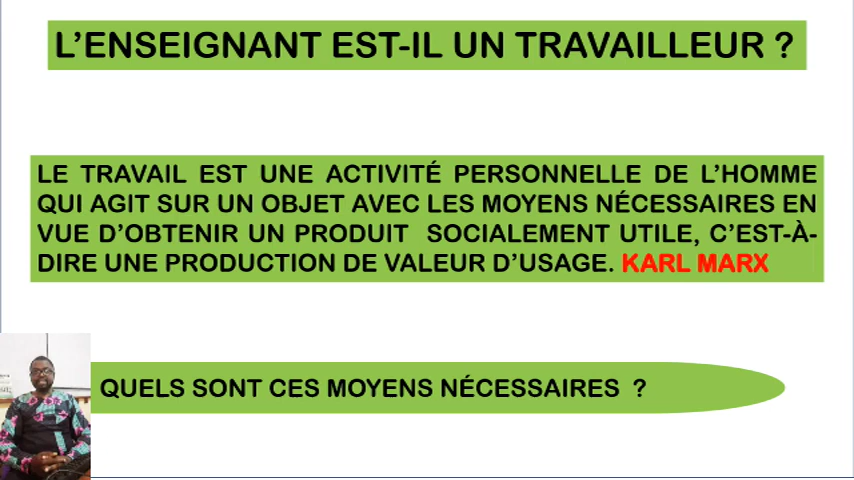 L’ENSEIGNANT EST-IL UN TRAVAILLEUR ?
LE TRAVAIL EST UNE ACTIVITÉ PERSONNELLE DE L’HOMME
QUI AGIT SUR UN OBJET AVEC LES MOYENS NÉCESSAIRES EN
VUE D’OBTENIR UN PRODUIT SOCIALEMENT UTILE, C’EST-À-
DIRE UNE PRODUCTION DE VALEUR D’USAGE. KARL MARX
QUELS SONT CES MOYENS NÉCESSAIRES ?